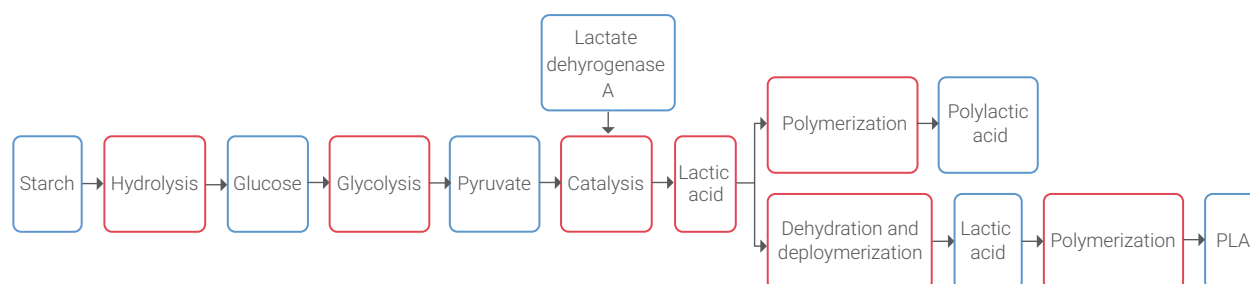 Lactate
dehyrogenase
A
Starch
Hydrolysis
Glucose
Glycolysis
Pyruvate
Catalysis
Lactic
acid
Polymerization
Polylactic
acid
Dehydration and
deploymerization
Lactic
acid
Polymerization
PLA